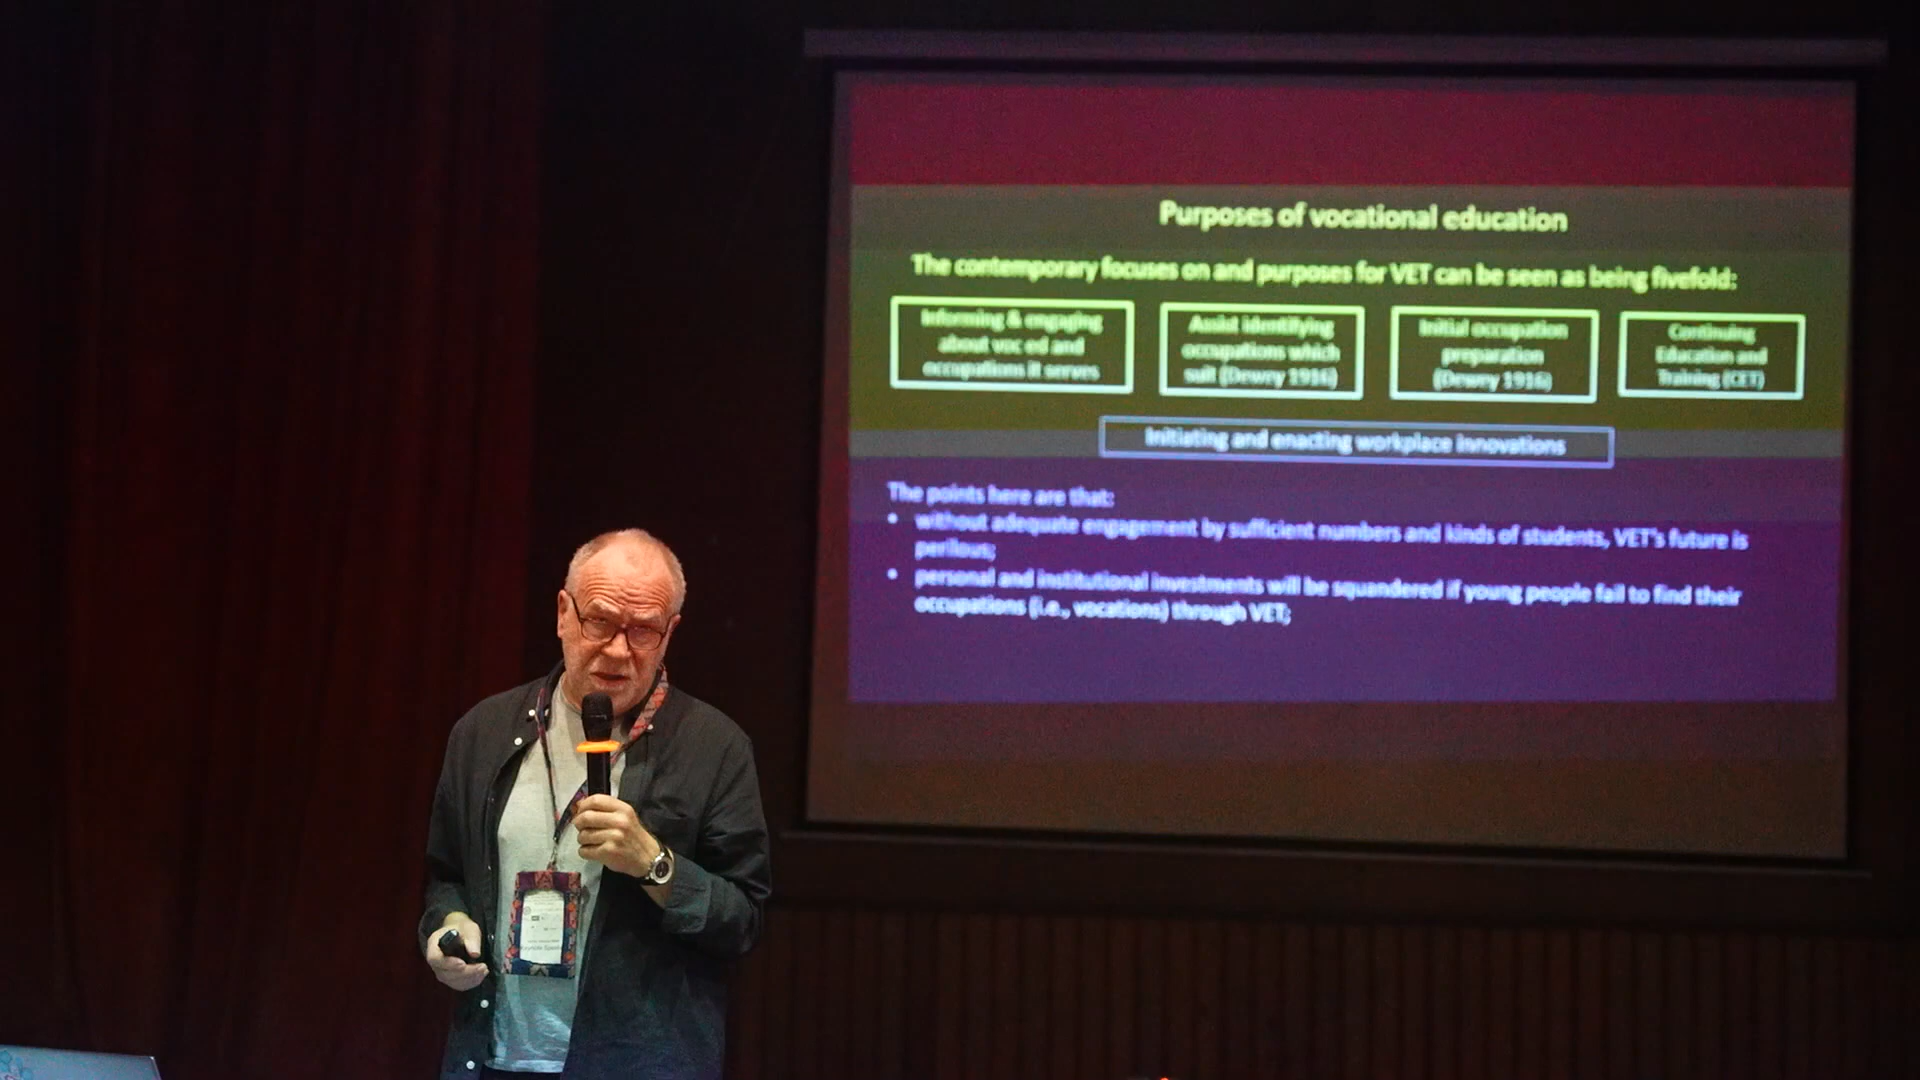 Purposes of vocational education
The contemporary focuses on and purposes for VET can be seen as being fivefold:
Informing & engaging
about voc ed and
occupations it serves
Assist identifying
occupations which
suit (Dewey 1916)
Initial occupation
preparation
(Dewey 1916)
Continuing
Education and
Training (CET)
Initiating and enacting workplace innovations
The points here are that:
• without adequate engagement by sufficient numbers and kinds of students, VET's future is
perilous;
• personal and institutional investments will be squandered if young people fail to find their
occupations (i.e., vocations) through VET;
Keynote